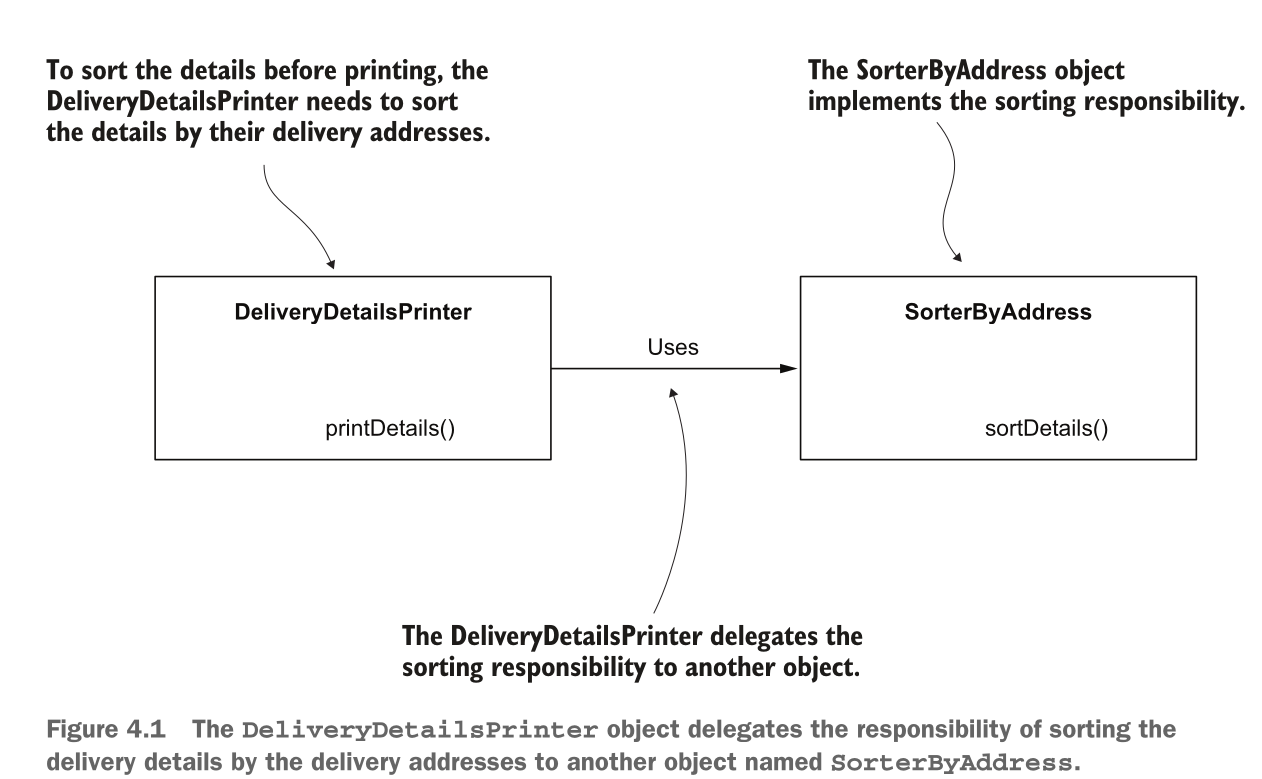 To sort the details before printing, the
DeliveryDetailsPrinter needs to sort
the details by their delivery addresses.
The SorterByAddress object
implements the sorting responsibility.
DeliveryDetailsPrinter
printDetails()
Uses
SorterByAddress
sortDetails()
The DeliveryDetailsPrinter delegates the
sorting responsibility to another object.
Figure 4.1 The DeliveryDetailsPrinter object delegates the responsibility of sorting the
delivery details by the delivery addresses to another object named SorterByAddress.